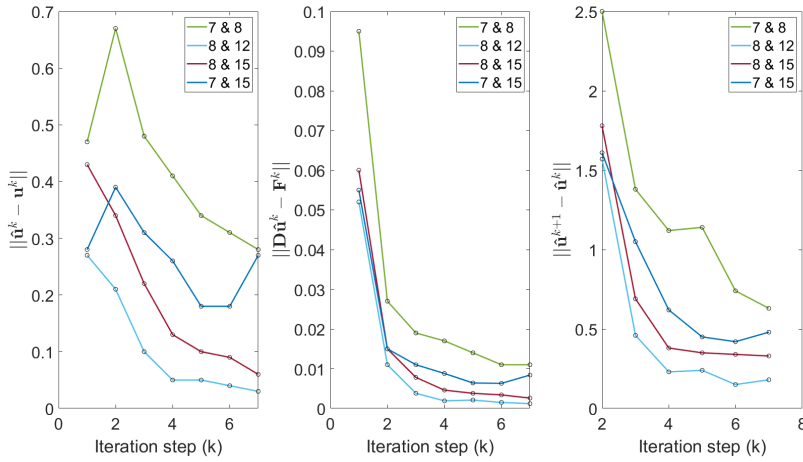 0.7
0.6
0.5
0.4
0.3
0.2
0.1
0
0 2 4 6
Iteration step (k)
||û^k − u^k||
7 & 8
8 & 12
8 & 15
7 & 15
0.1
0.09
0.08
0.07
0.06
0.05
0.04
0.03
0.02
0.01
0
0 2 4 6
Iteration step (k)
||Dû^k − F^k||
7 & 8
8 & 12
8 & 15
7 & 15
2.5
2
1.5
1
0.5
0
2 4 6 8
Iteration step (k)
||û^{k+1} − û^k||
7 & 8
8 & 12
8 & 15
7 & 15